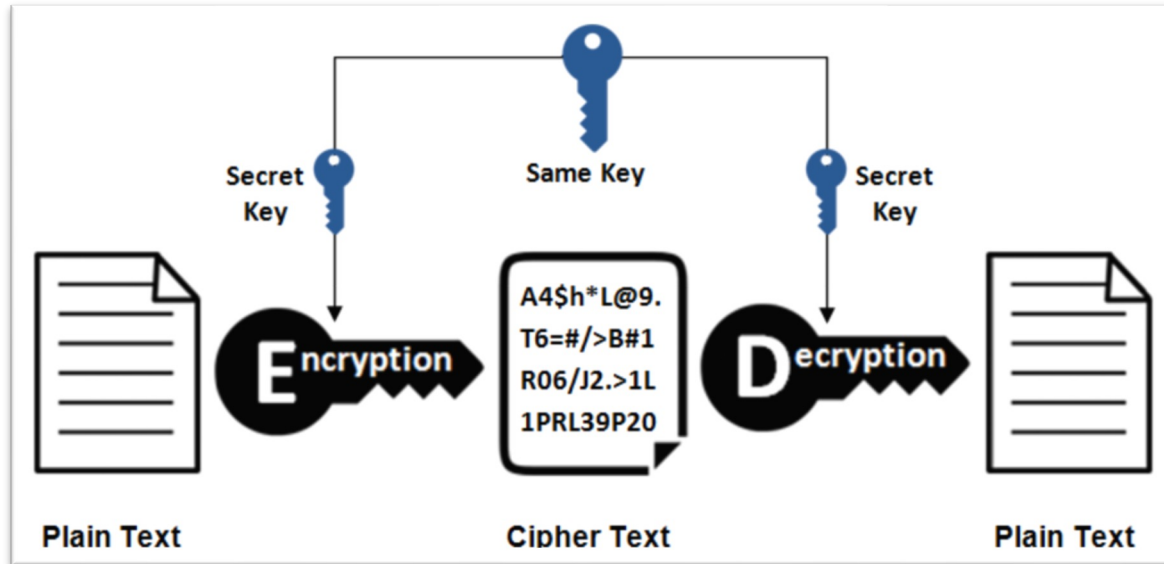 Same Key
Secret
Key
Secret
Key
Encryption
A4$h*L@9.
T6=#/>B#1
R06/J2.>1L
1PRL39P20
Decryption
Plain Text
Cipher Text
Plain Text